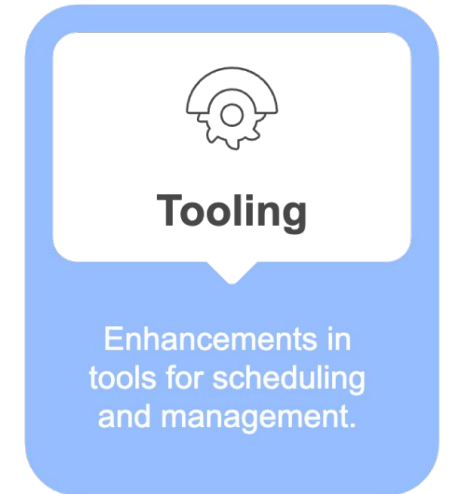 Tooling
Enhancements in
tools for scheduling
and management.